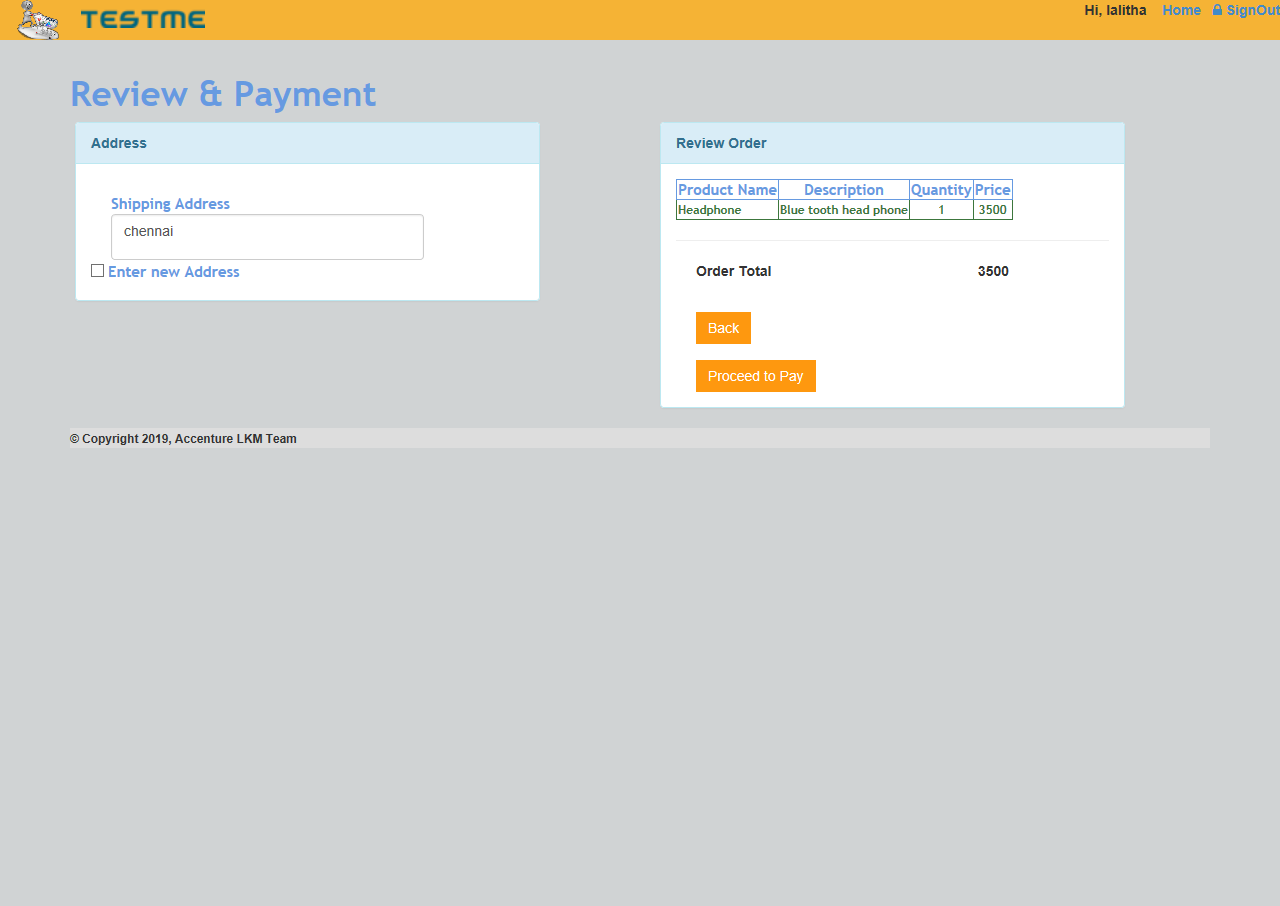 TESTME
Hi, lalitha Home SignOut
Review & Payment
Address
Shipping Address
chennai
Enter new Address
Review Order
Product Name Description Quantity Price
Headphone Blue tooth head phone 1 3500
Order Total 3500
Back
Proceed to Pay
© Copyright 2019, Accenture LKM Team